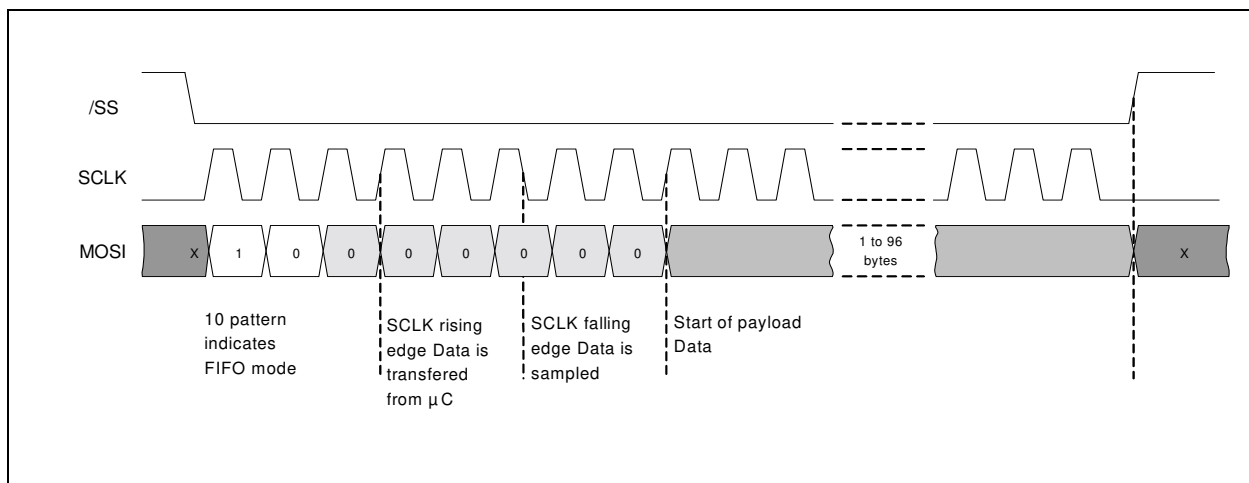 /SS
SCLK
MOSI
X
1
0
0
0
0
0
0
0
1 to 96
bytes
X
10 pattern
indicates
FIFO mode
SCLK rising
edge Data is
transfered
from µC
SCLK falling
edge Data is
sampled
Start of payload
Data